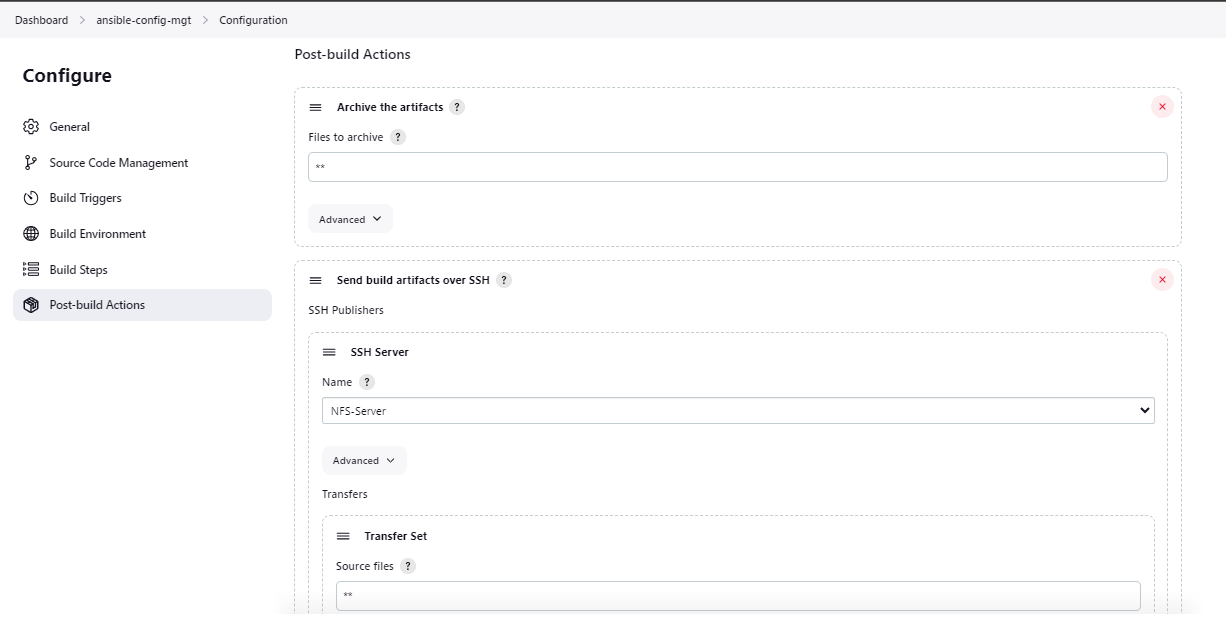 Dashboard > ansible-config-mgt > Configuration
Configure
General
Source Code Management
Build Triggers
Build Environment
Build Steps
Post-build Actions
Post-build Actions
Archive the artifacts ?
Files to archive ?
**
Advanced
Send build artifacts over SSH ?
SSH Publishers
SSH Server
Name ?
NFS-Server
Advanced
Transfers
Transfer Set
Source files ?
**